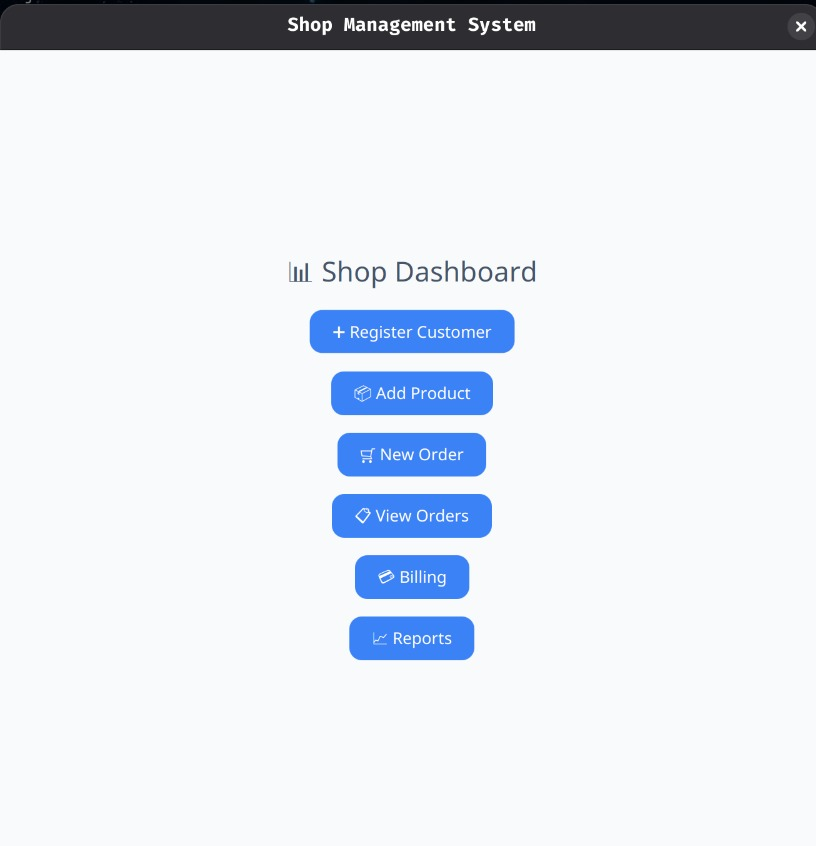 Shop Management System
📊 Shop Dashboard
➕ Register Customer
📦 Add Product
🛒 New Order
📋 View Orders
💳 Billing
📈 Reports